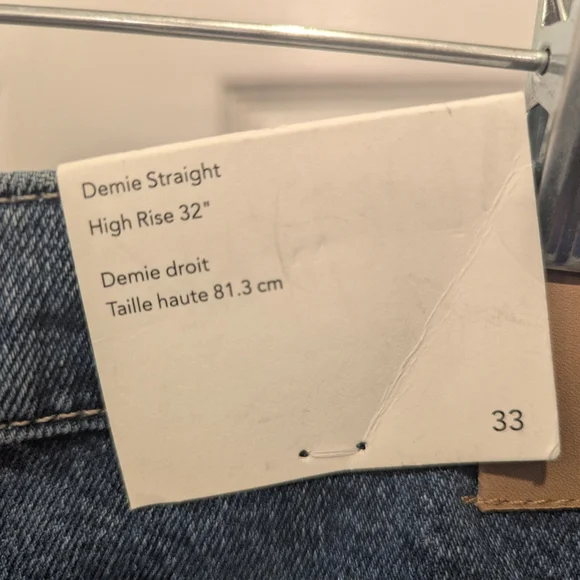 Demie Straight
High Rise 32"
Demie droit
Taille haute 81.3 cm
33